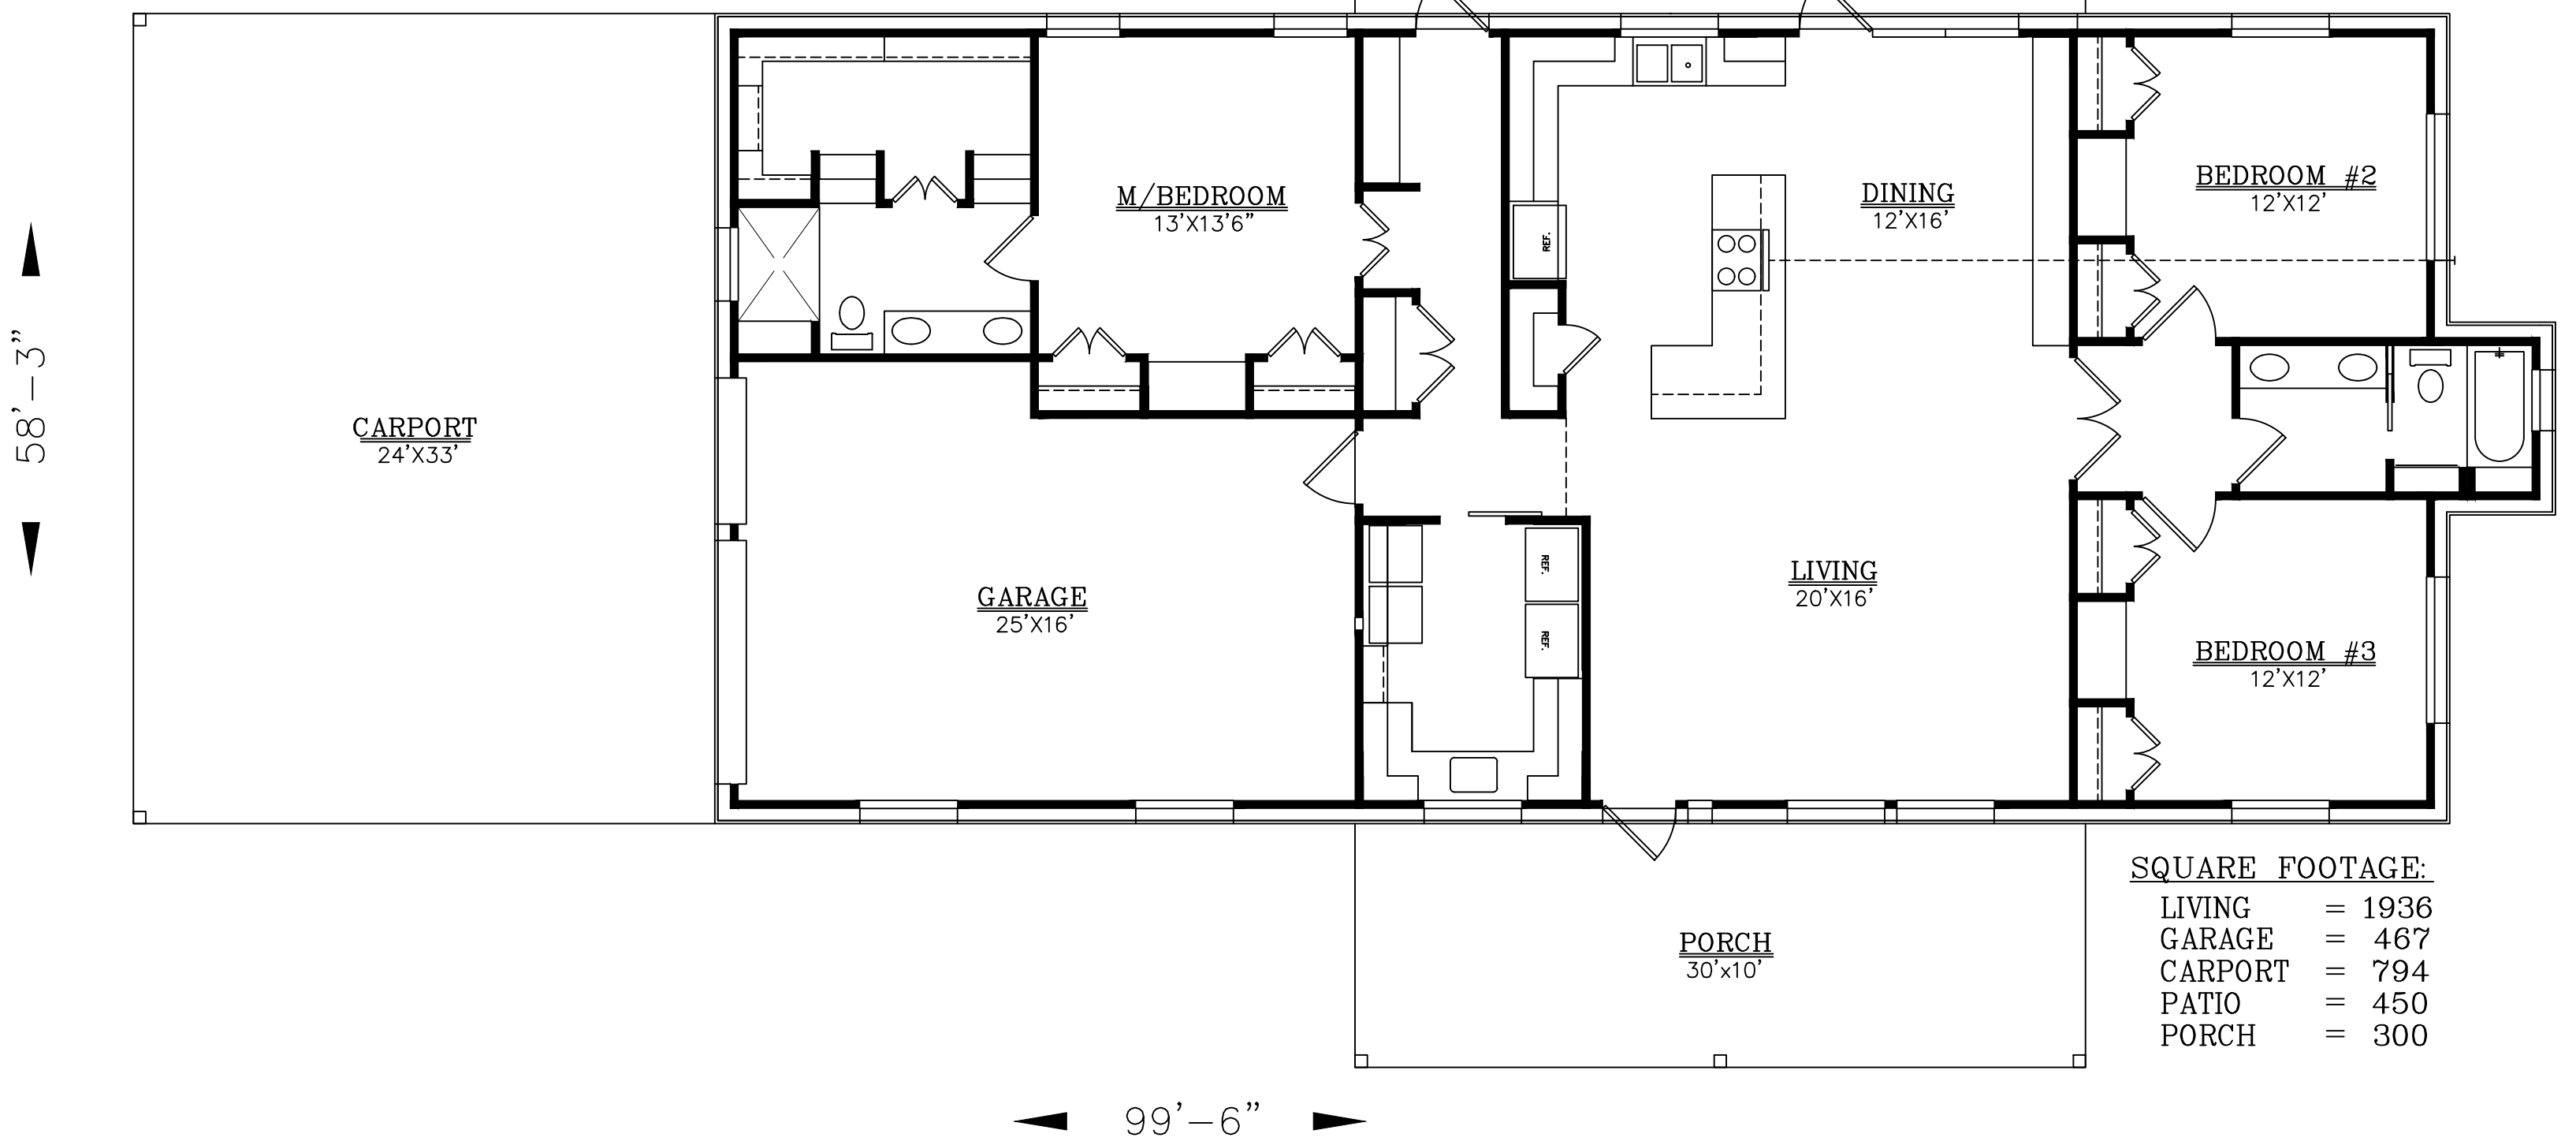 M/BEDROOM
13'X13'6"
DINING
12'X16'
BEDROOM #2
12'X12'
REF.
58'-3"
CARPORT
24'X33'
GARAGE
25'X16'
REF.
REF.
LIVING
20'X16'
BEDROOM #3
12'X12'
PORCH
30'x10'
SQUARE FOOTAGE:
LIVING = 1936
GARAGE = 467
CARPORT = 794
PATIO = 450
PORCH = 300
99'-6"